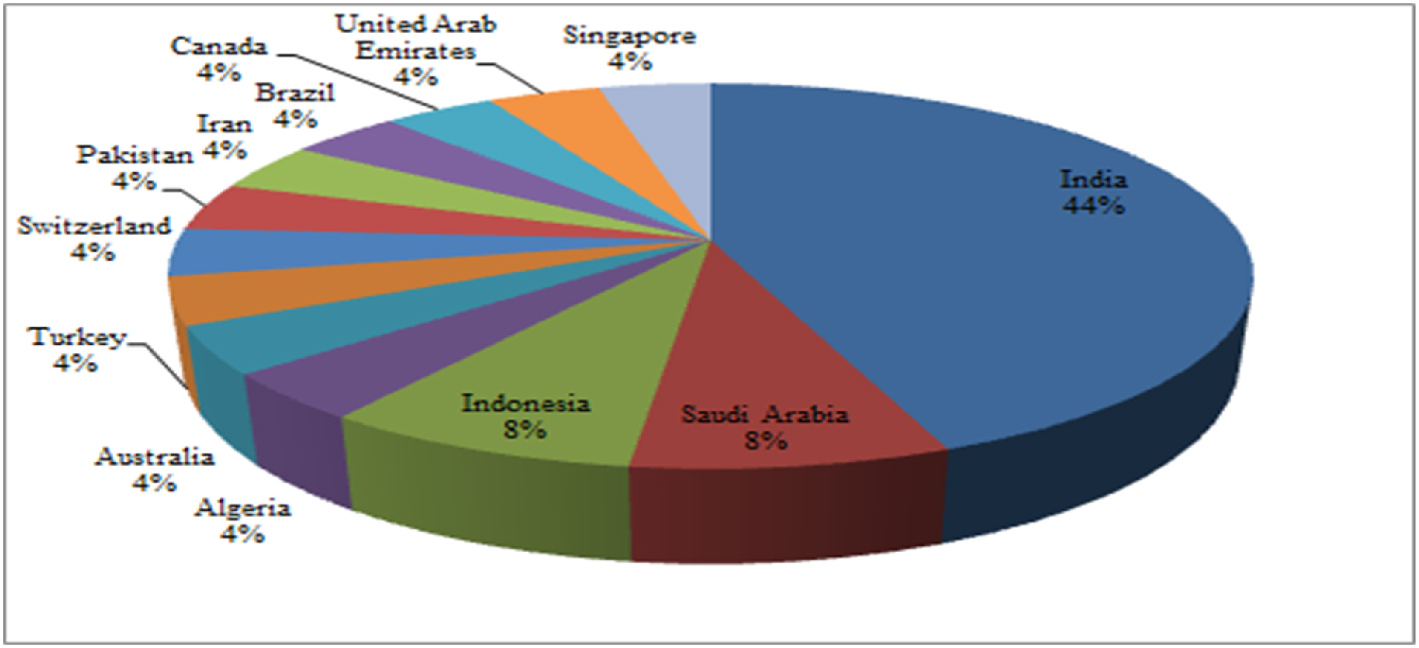 United Arab
Emirates
4%
Singapore
4%
Canada
4%
Brazil
4%
Iran
4%
Pakistan
4%
Switzerland
4%
Turkey
4%
Australia
4%
Algeria
4%
Indonesia
8%
Saudi Arabia
8%
India
44%